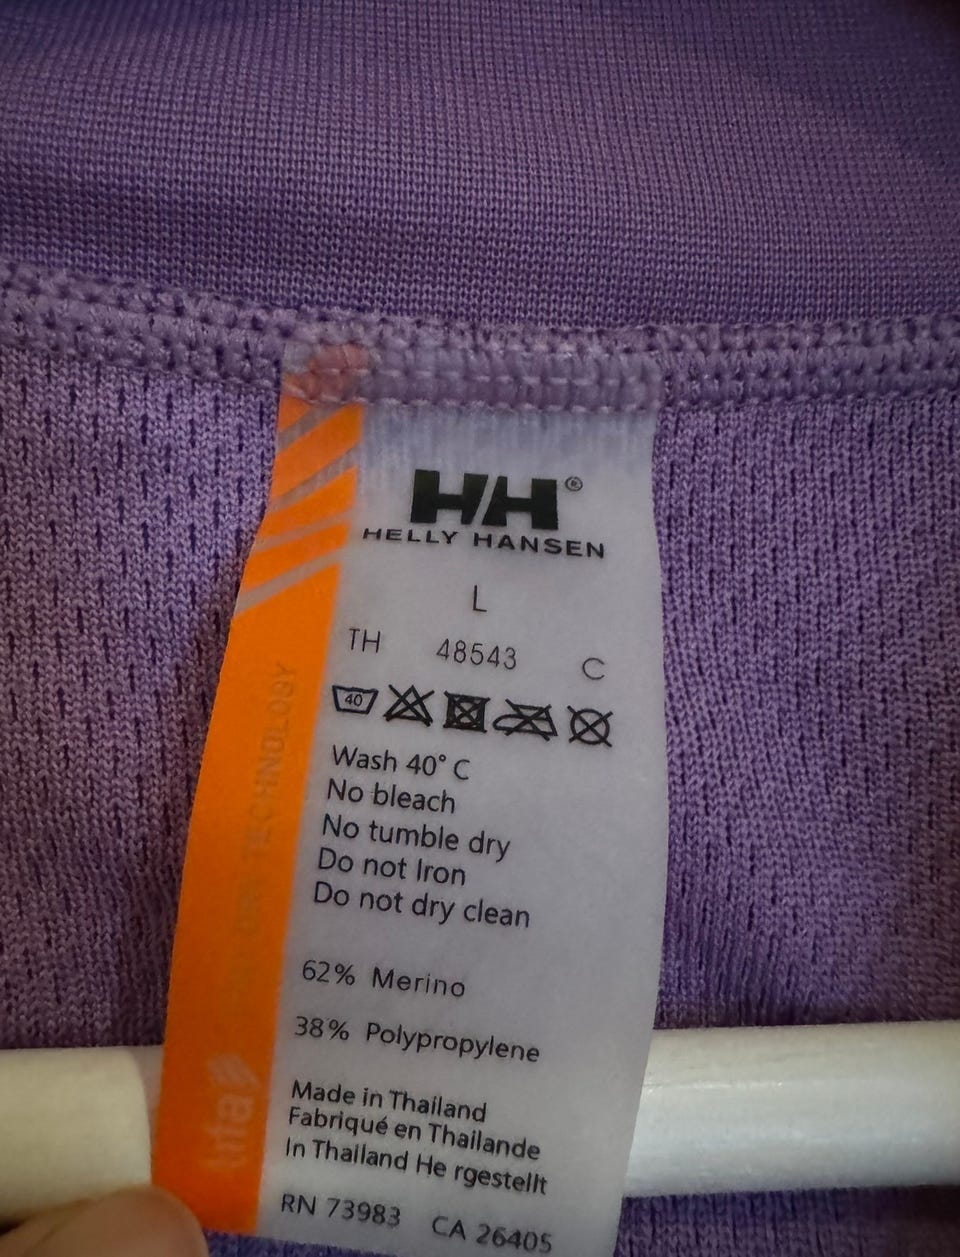 HH®
HELLY HANSEN
L
TH 48543 C
40
Wash 40° C
No bleach
No tumble dry
Do not Iron
Do not dry clean
62% Merino
38% Polypropylene
Made in Thailand
Fabriqué en Thailande
In Thailand He rgestellt
RN 73983 CA 26405
DRY TECHNOLOGY